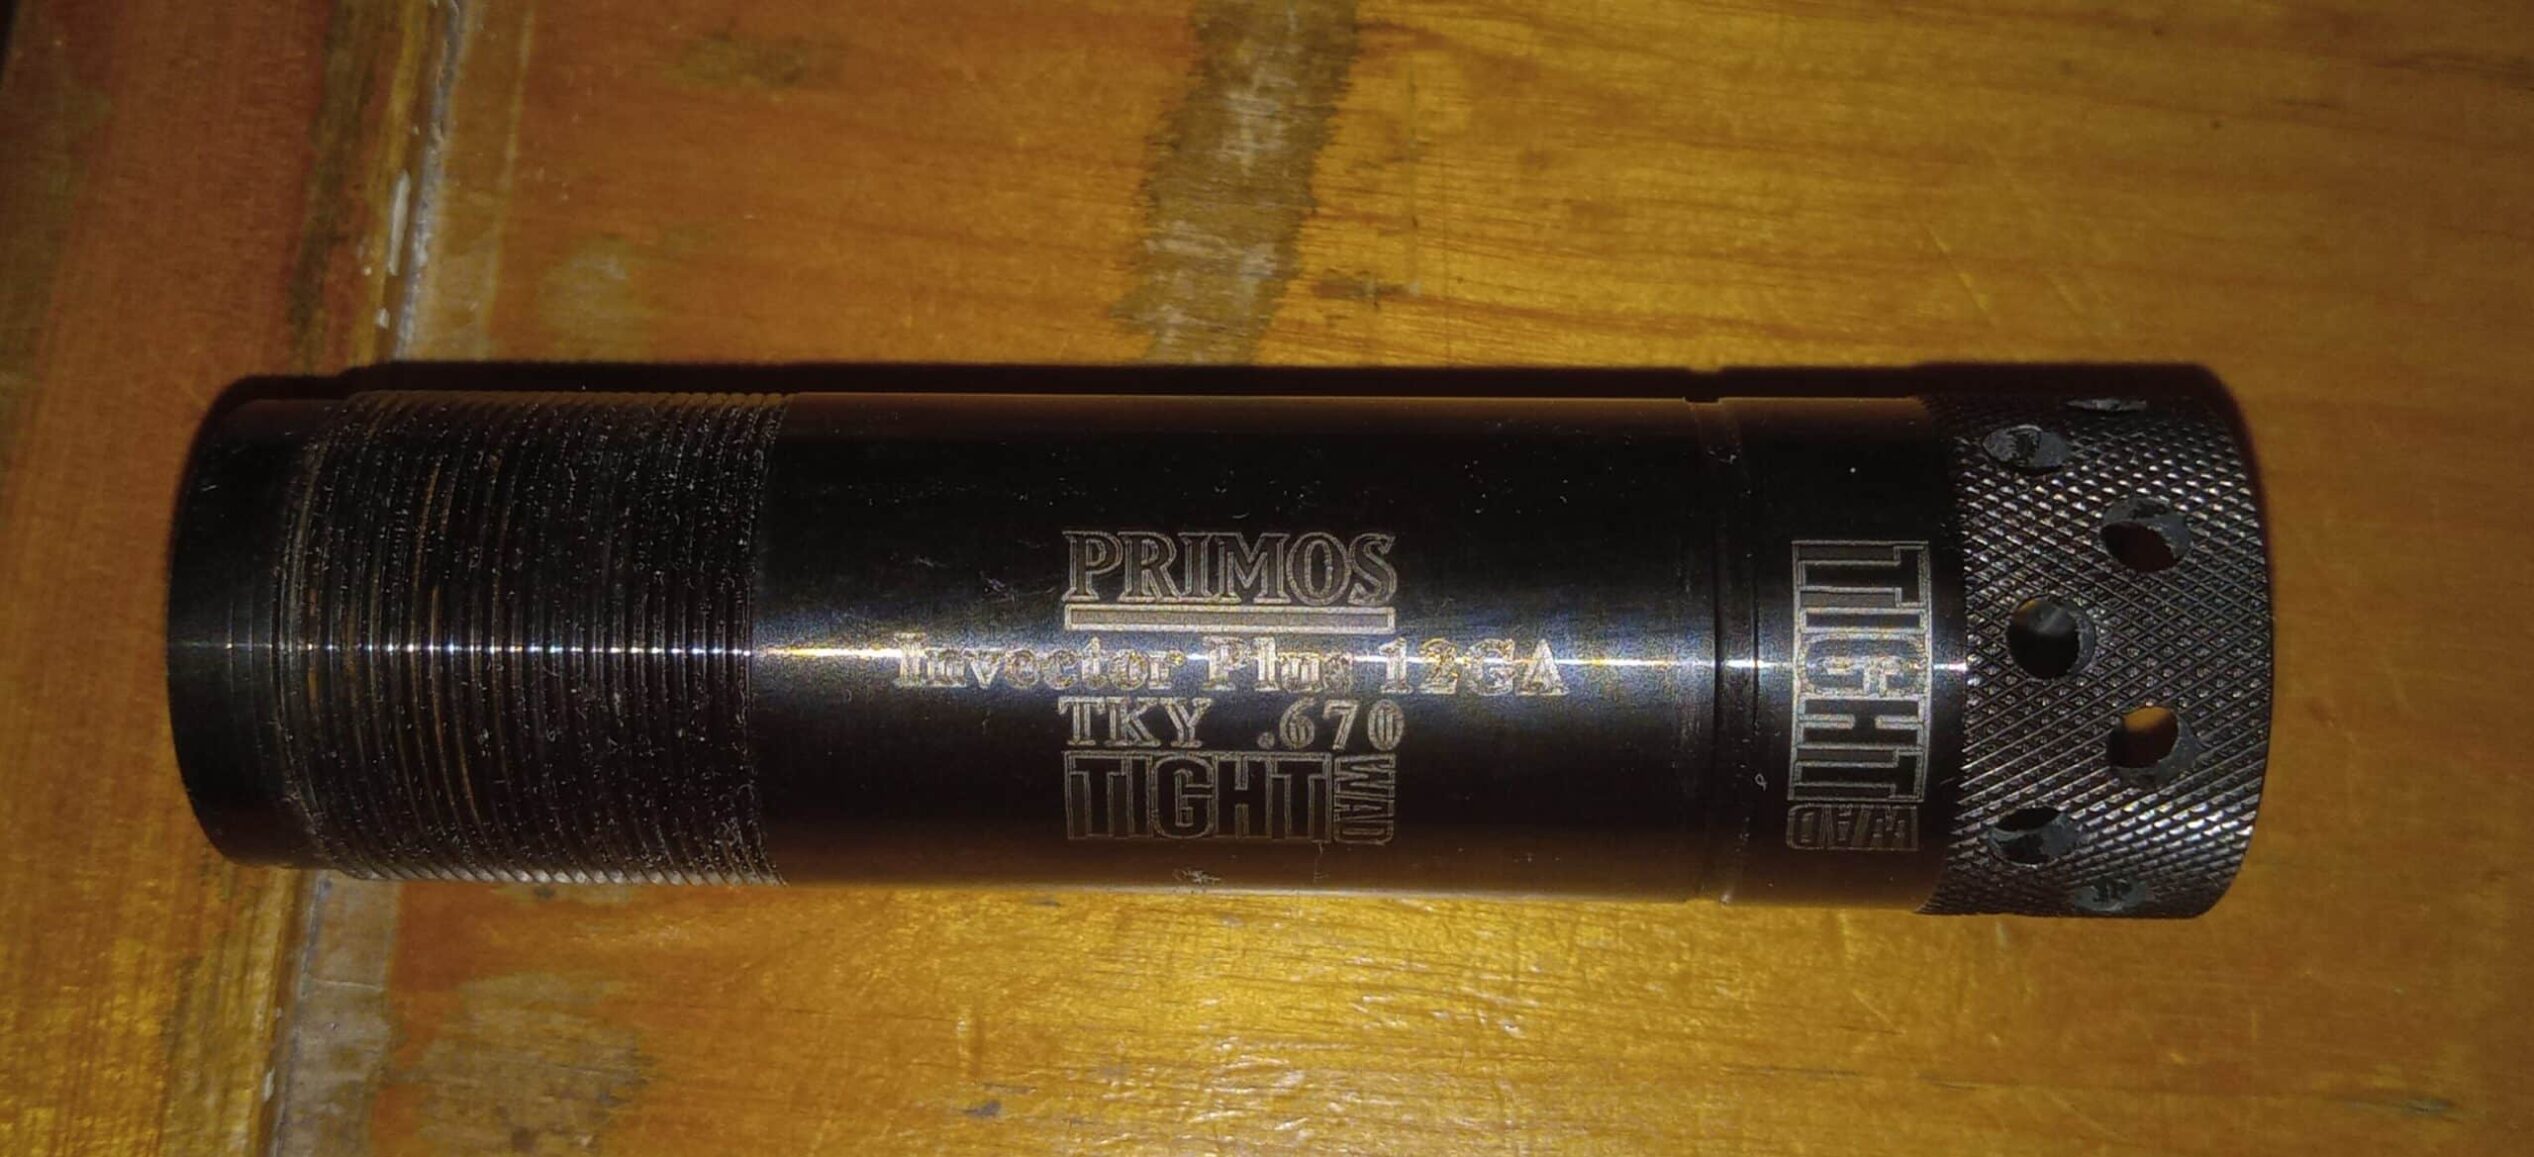 PRIMOS
Invector Plus 12GA
TKY .670
TIGHT WAD
TIGHT WAD